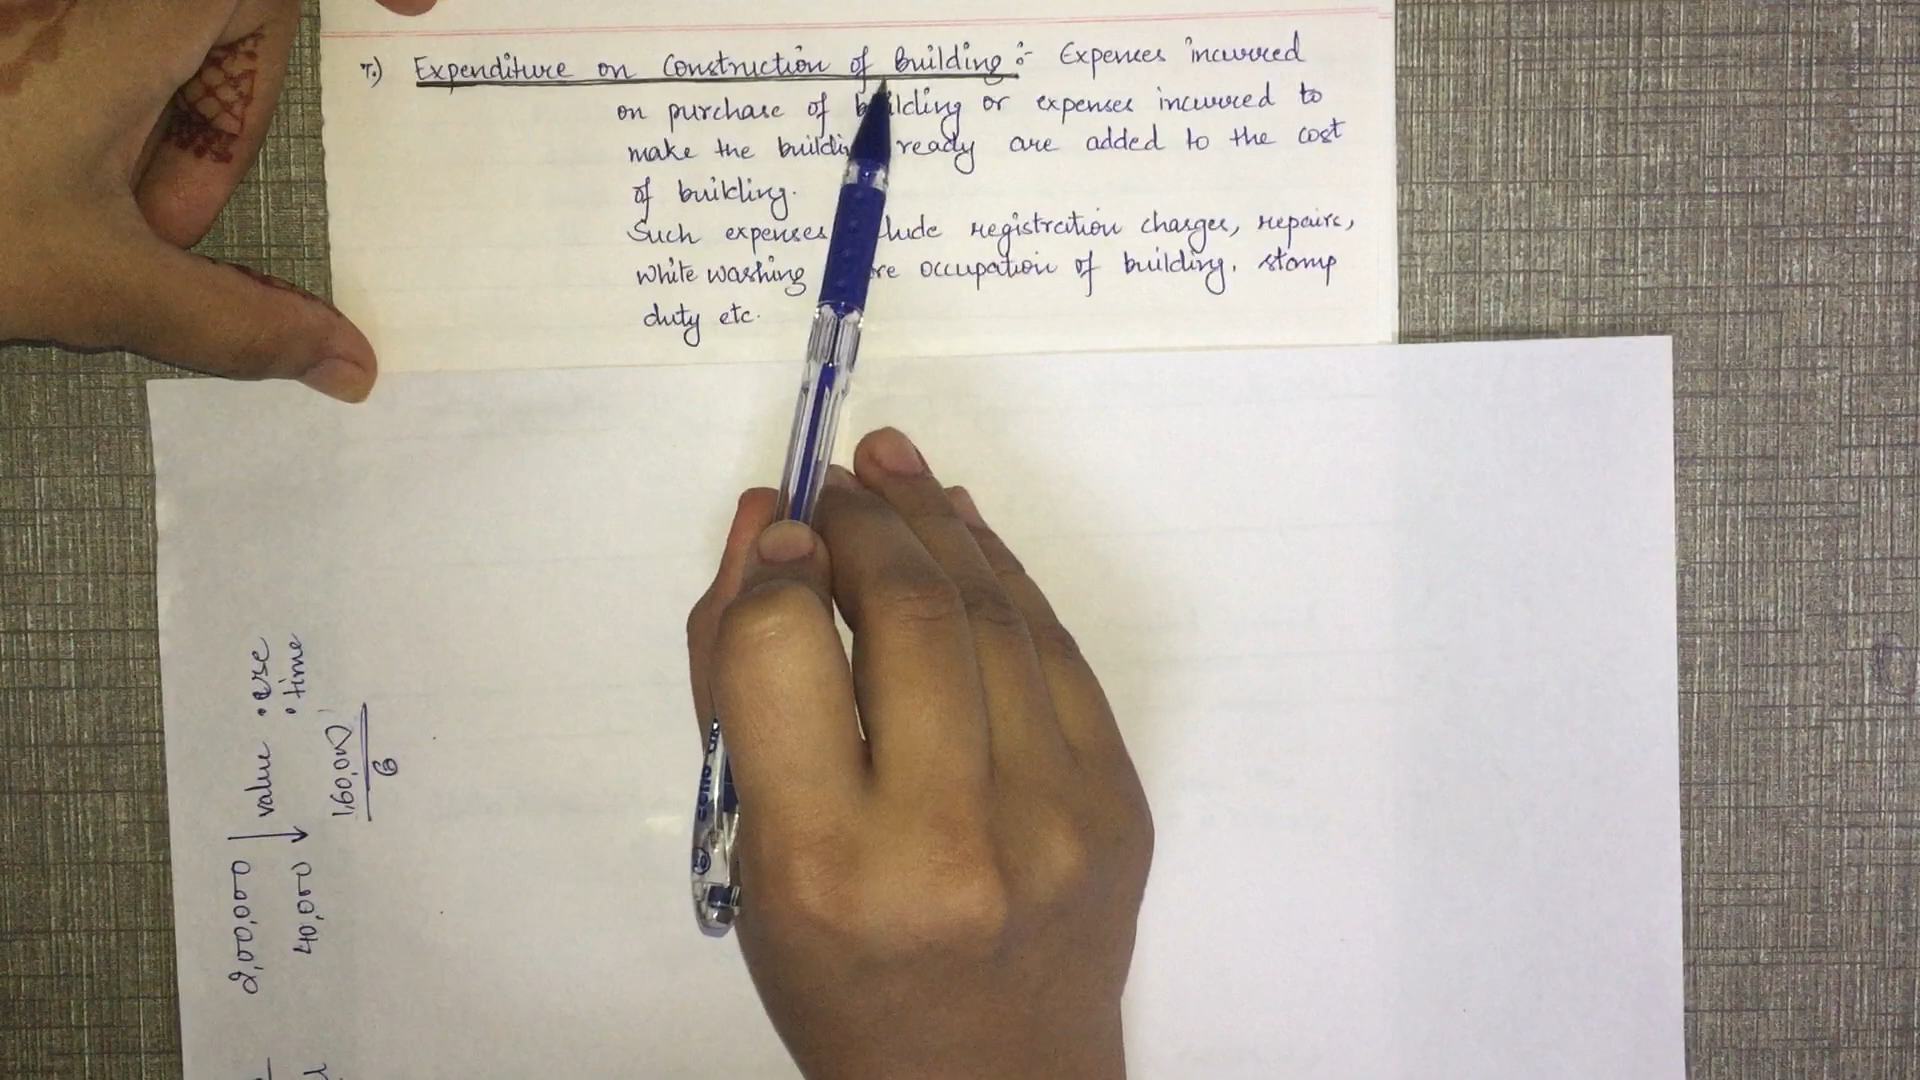 7.) Expenditure on Construction of building :- Expenses incurred
on purchase of building or expenses incurred to
make the building ready are added to the cost
of building.
Such expenses include registration charges, repairs,
white washing occupation of building, stamp
duty etc.
2,00,000 value • use
40,000 • time
1,60,000
6